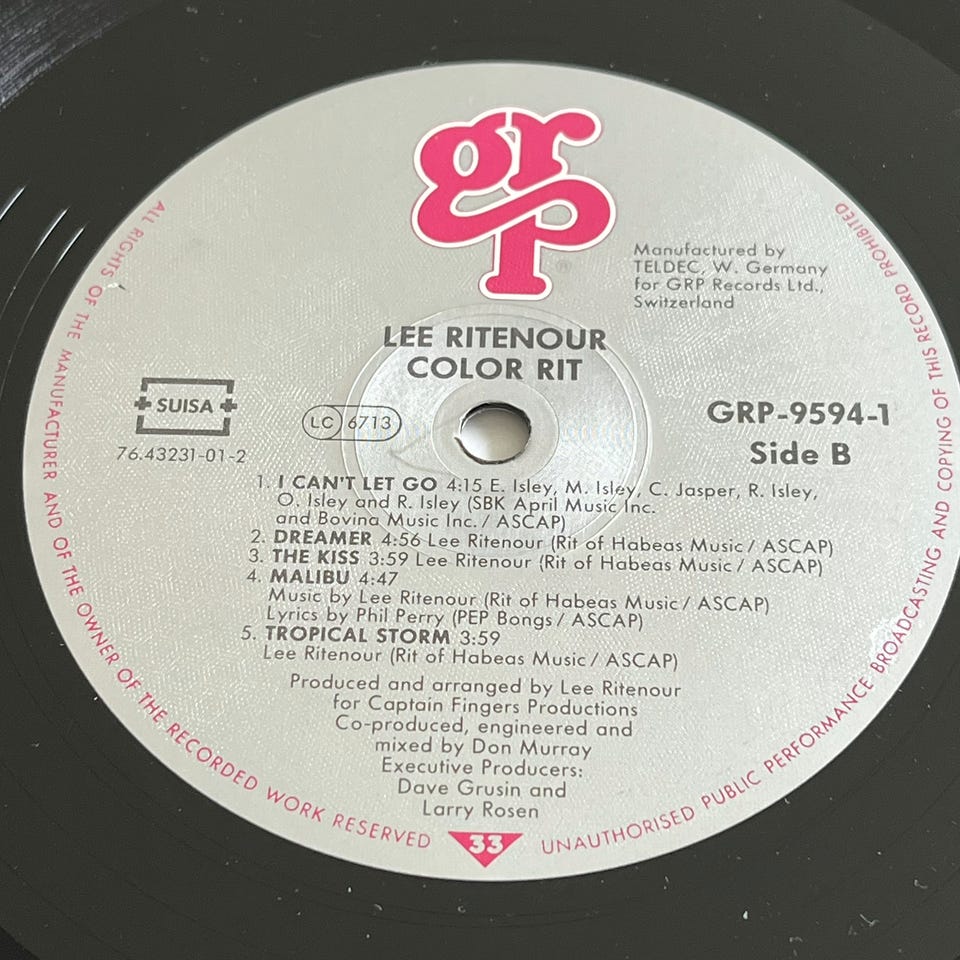 grp
®
Manufactured by
TELDEC, W. Germany
for GRP Records Ltd.,
Switzerland
LEE RITENOUR
COLOR RIT
SUISA
76.43231-01-2
LC 6713
GRP-9594-1
Side B
1. I CAN'T LET GO 4:15 E. Isley, M. Isley, C. Jasper, R. Isley,
O. Isley and R. Isley (SBK April Music Inc.
and Bovina Music Inc. / ASCAP)
2. DREAMER 4:56 Lee Ritenour (Rit of Habeas Music / ASCAP)
3. THE KISS 3:59 Lee Ritenour (Rit of Habeas Music / ASCAP)
4. MALIBU 4:47
Music by Lee Ritenour (Rit of Habeas Music / ASCAP)
Lyrics by Phil Perry (PEP Bongs / ASCAP)
5. TROPICAL STORM 3:59
Lee Ritenour (Rit of Habeas Music / ASCAP)
Produced and arranged by Lee Ritenour
for Captain Fingers Productions
Co-produced, engineered and
mixed by Don Murray
Executive Producers:
Dave Grusin and
Larry Rosen
33
ALL RIGHTS OF THE MANUFACTURER AND OF THE OWNER OF THE RECORDED WORK RESERVED
UNAUTHORISED PUBLIC PERFORMANCE BROADCASTING AND COPYING OF THIS RECORD PROHIBITED